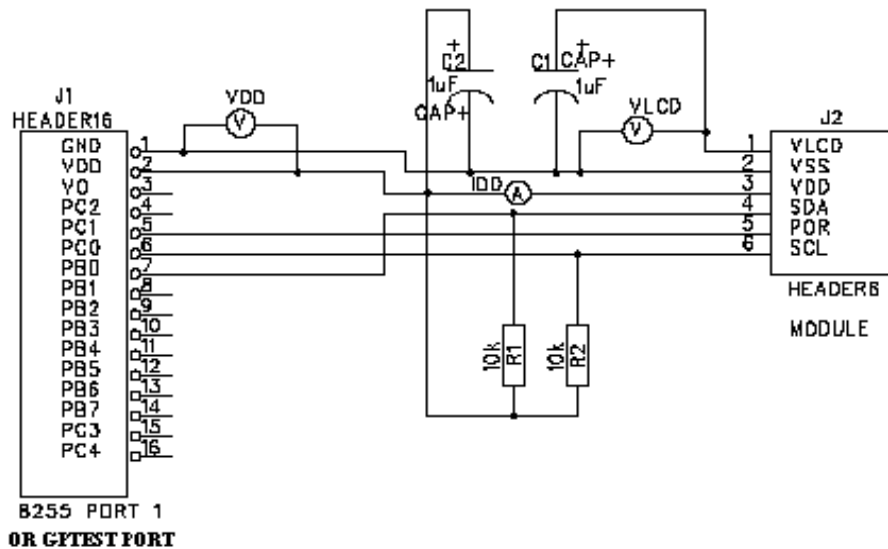 J1
HEADER16
GND 1
VDD 2
VO 3
PC2 4
PC1 5
PC0 6
PB0 7
PB1 8
PB2 9
PB3 10
PB4 11
PB5 12
PB6 13
PB7 14
PC3 15
PC4 16
8255 PORT 1
OR GPTEST PORT
VDD
V
+
C2
1uF
CAP+
C1 CAP+
+
1uF
VLCD
V
IDD
A
10k R1
10k R2
J2
1 VLCD
2 VSS
3 VDD
4 SDA
5 POR
6 SCL
HEADER6
MODULE